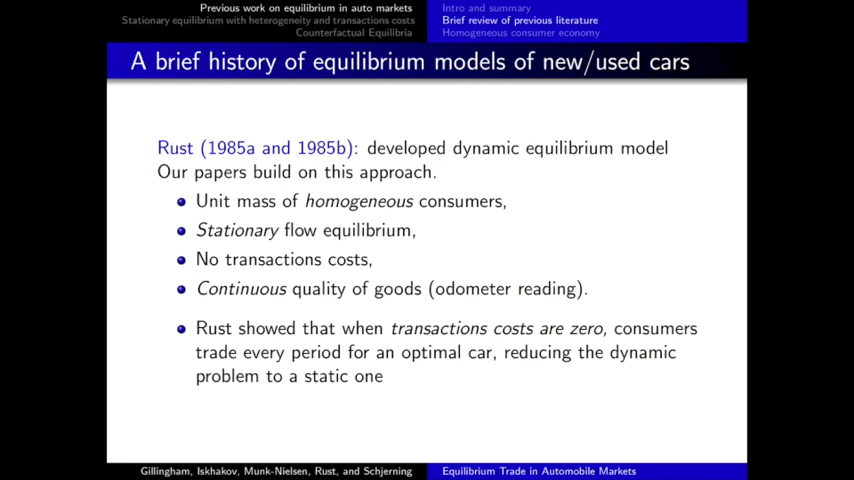 Previous work on equilibrium in auto markets
Stationary equilibrium with heterogeneity and transactions costs
Counterfactual Equilibria
Intro and summary
Brief review of previous literature
Homogeneous consumer economy
A brief history of equilibrium models of new/used cars
Rust (1985a and 1985b): developed dynamic equilibrium model
Our papers build on this approach.
Unit mass of homogeneous consumers,
Stationary flow equilibrium,
No transactions costs,
Continuous quality of goods (odometer reading).
Rust showed that when transactions costs are zero, consumers
trade every period for an optimal car, reducing the dynamic
problem to a static one
Gillingham, Iskhakov, Munk-Nielsen, Rust, and Schjerning
Equilibrium Trade in Automobile Markets